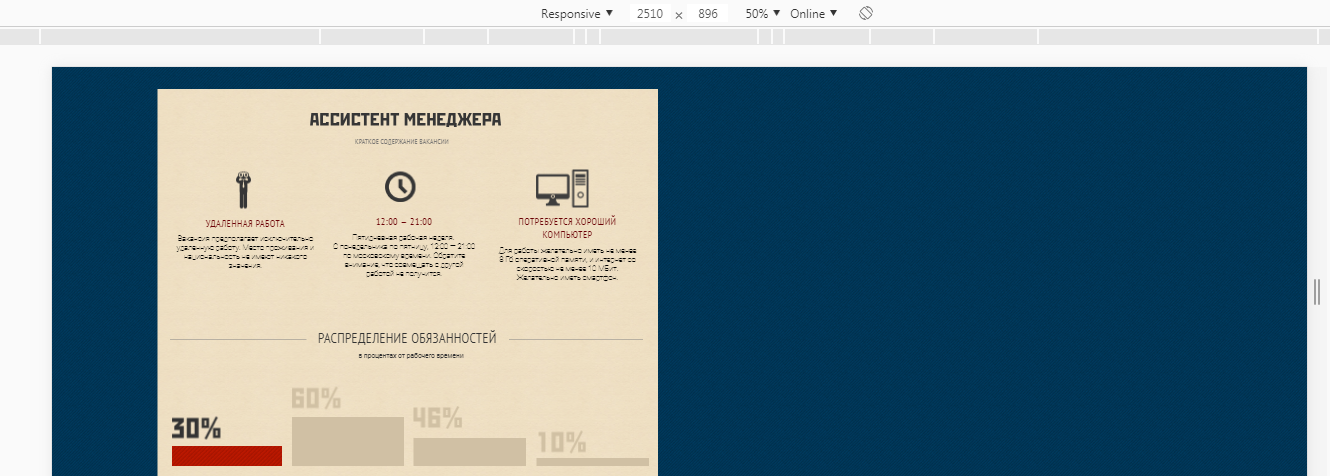 Responsive ▼ 2510 × 896 50% ▼ Online ▼
АССИСТЕНТ МЕНЕДЖЕРА
КРАТКОЕ СОДЕРЖАНИЕ ВАКАНСИИ
УДАЛЕННАЯ РАБОТА
Вакансия предполагает исключительно
удаленную работу. Место проживания и
национальность не имеют никакого
значения.
12:00 – 21:00
Пятидневная рабочая неделя.
С понедельника по пятницу, 12:00 – 21:00
по московскому времени. Обратите
внимание, что совмещать с другой
работой не получится.
ПОТРЕБУЕТСЯ ХОРОШИЙ
КОМПЬЮТЕР
Для работы желательно иметь не менее
8 Гб оперативной памяти, и интернет со
скоростью не менее 10 МБит.
Желательно иметь смартфон.
РАСПРЕДЕЛЕНИЕ ОБЯЗАННОСТЕЙ
в процентах от рабочего времени
30%
60%
46%
10%